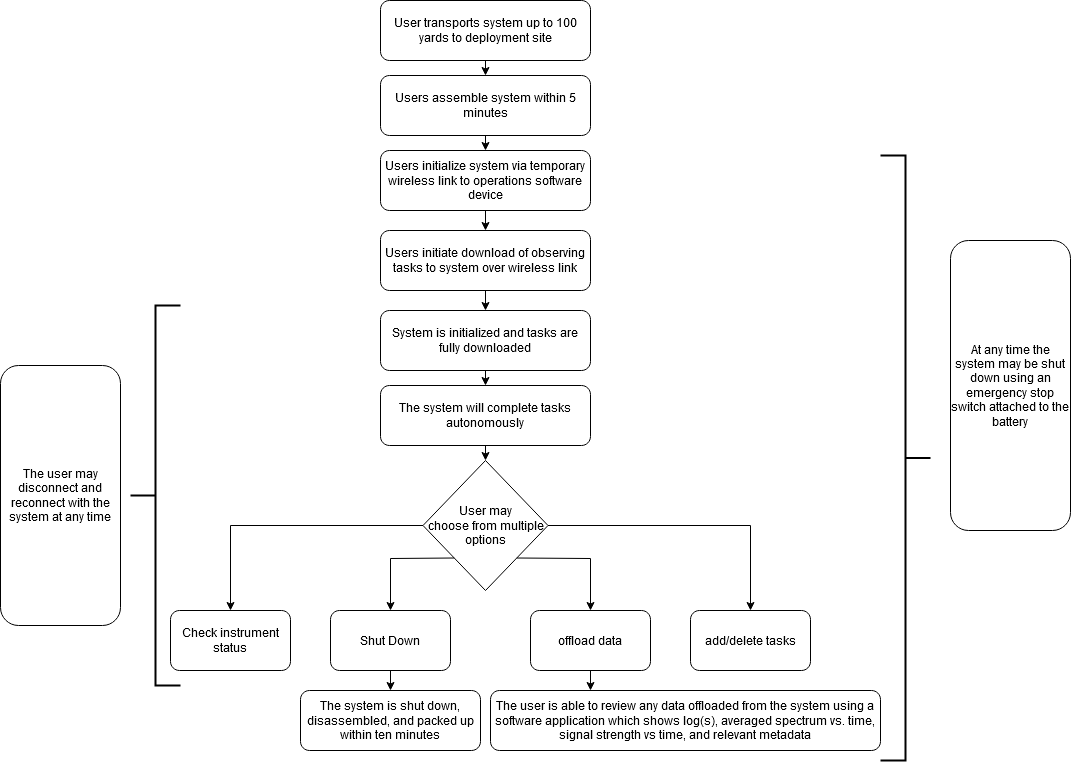 User transports system up to 100
yards to deployment site
Users assemble system within 5
minutes
Users initialize system via temporary
wireless link to operations software
device
Users initiate download of observing
tasks to system over wireless link
System is initialized and tasks are
fully downloaded
The system will complete tasks
autonomously
User may
choose from multiple
options
Check instrument
status
Shut Down
offload data
add/delete tasks
The system is shut down,
disassembled, and packed up
within ten minutes
The user is able to review any data offloaded from the system using a
software application which shows log(s), averaged spectrum vs. time,
signal strength vs time, and relevant metadata
The user may
disconnect and
reconnect with the
system at any time
At any time the
system may be shut
down using an
emergency stop
switch attached to the
battery